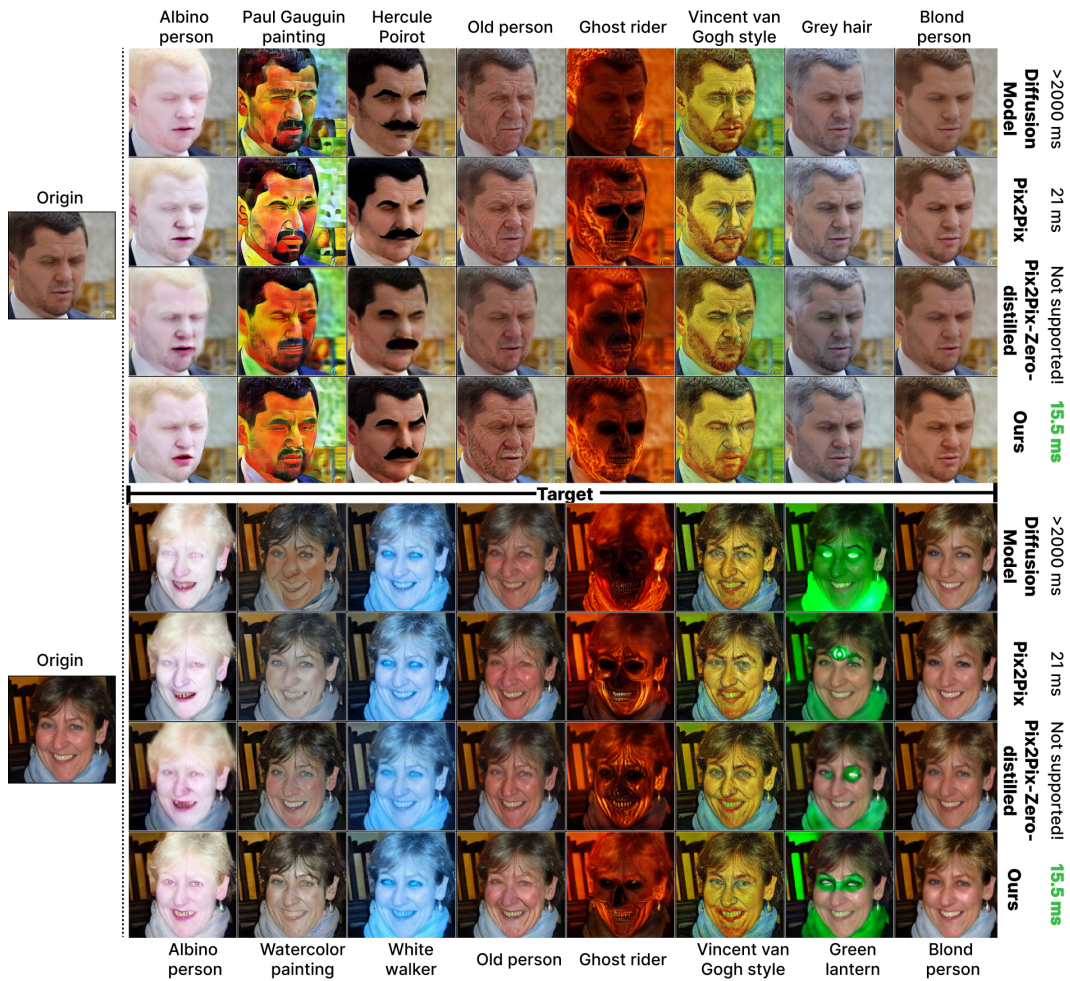 Albino
person
Paul Gauguin
painting
Hercule
Poirot
Old person
Ghost rider
Vincent van
Gogh style
Grey hair
Blond
person
Origin
>2000 ms
Diffusion
Model
21 ms
Pix2Pix
Not supported!
Pix2Pix-Zero-
distilled
15.5 ms
Ours
Target
Origin
>2000 ms
Diffusion
Model
21 ms
Pix2Pix
Not supported!
Pix2Pix-Zero-
distilled
15.5 ms
Ours
Albino
person
Watercolor
painting
White
walker
Old person
Ghost rider
Vincent van
Gogh style
Green
lantern
Blond
person